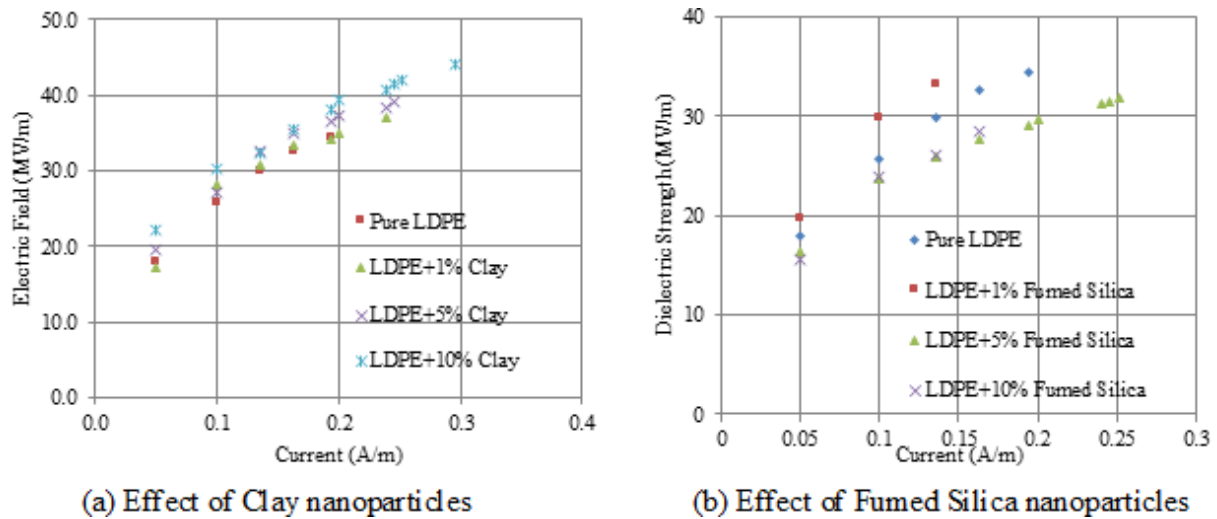 50.0
40.0
30.0
20.0
10.0
0.0
Electric Field (MV/m)
Pure LDPE
LDPE+1% Clay
LDPE+5% Clay
LDPE+10% Clay
0.0 0.1 0.2 0.3 0.4
Current (A/m)
(a) Effect of Clay nanoparticles
40
30
20
10
0
Dielectric Strength (MV/m)
Pure LDPE
LDPE+1% Fumed Silica
LDPE+5% Fumed Silica
LDPE+10% Fumed Silica
0 0.05 0.1 0.15 0.2 0.25 0.3
Current (A/m)
(b) Effect of Fumed Silica nanoparticles